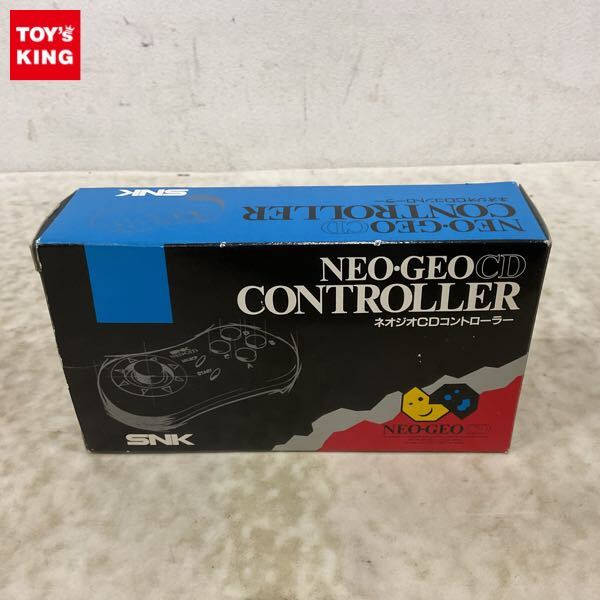 TOY's
KING
SNK
NEO·GEO CD
CONTROLLER
ネオジオCDコントローラー
NEO·GEO CD
CONTROLLER
ネオジオCDコントローラー
SELECT
START
D
C
B
A
SNK
NEO·GEO CD